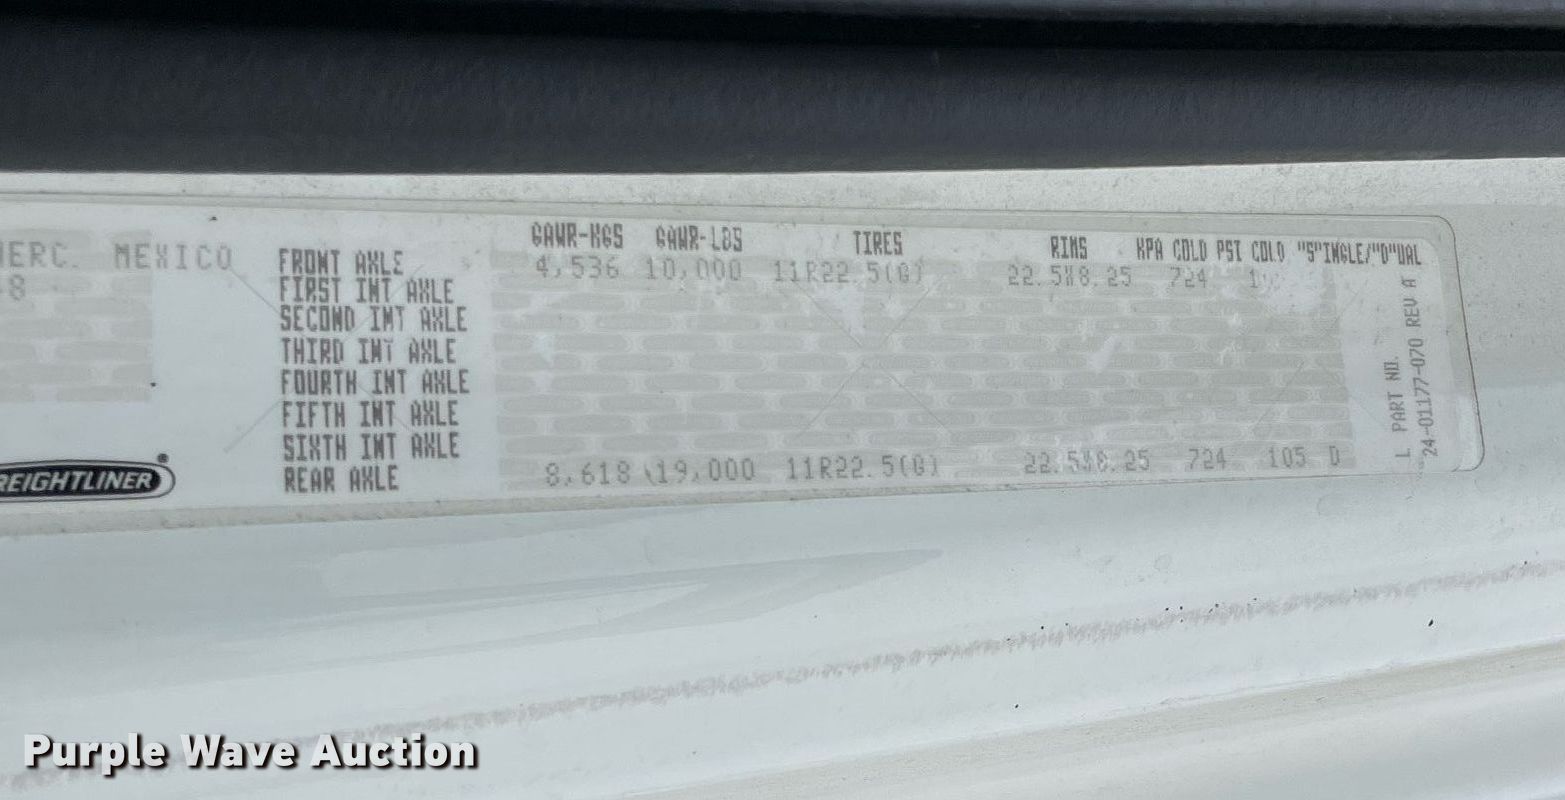 GAWR-KGS GAWR-LBS TIRES RIMS KPA COLD PSI COLD "S"INGLE/"D"UAL
MERC. MEXICO
FRONT AXLE 4,536 10,000 11R22.5(G) 22.5X8.25 724
FIRST INT AXLE
SECOND INT AXLE
THIRD INT AXLE
FOURTH INT AXLE
FIFTH INT AXLE
SIXTH INT AXLE
REAR AXLE 8,618 19,000 11R22.5(G) 22.5X8.25 724 105 D
L PART NO.
24-01177-070 REV A
FREIGHTLINER®
Purple Wave Auction